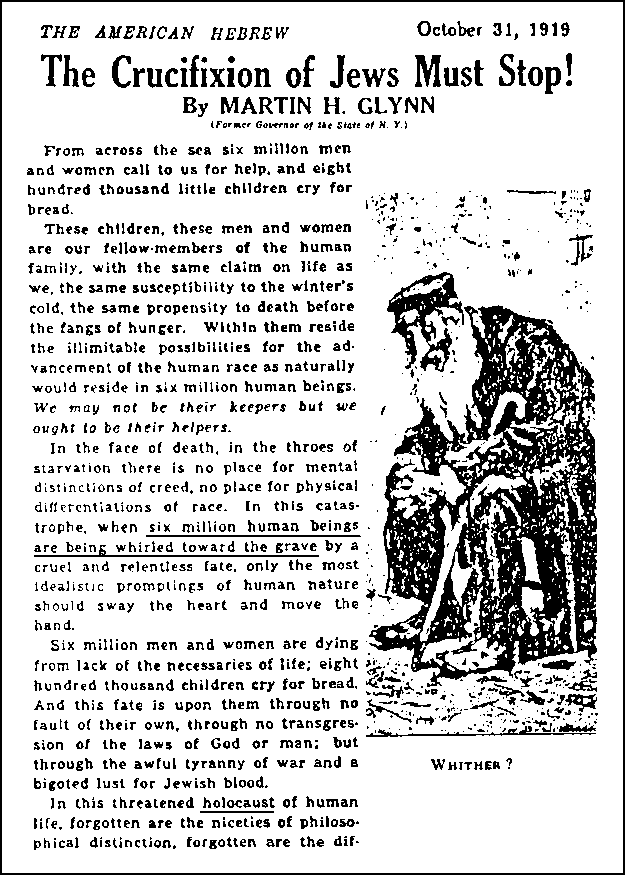 THE AMERICAN HEBREW
October 31, 1919
The Crucifixion of Jews Must Stop!
By MARTIN H. GLYNN
(Former Governor of the State of N. Y.)
From across the sea six million men
and women call to us for help, and eight
hundred thousand little children cry for
bread.
These children, these men and women
are our fellow-members of the human
family, with the same claim on life as
we, the same susceptibility to the winter's
cold, the same propensity to death before
the fangs of hunger. Within them reside
the illimitable possibilities for the ad-
vancement of the human race as naturally
would reside in six million human beings.
We may not be their keepers but we
ought to be their helpers.
In the face of death, in the throes of
starvation there is no place for mental
distinctions of creed, no place for physical
differentiations of race. In this catas-
trophe, when six million human beings
are being whirled toward the grave by a
cruel and relentless fate, only the most
idealistic promptings of human nature
should sway the heart and move the
hand.
Six million men and women are dying
from lack of the necessaries of life; eight
hundred thousand children cry for bread.
And this fate is upon them through no
fault of their own, through no transgres-
sion of the laws of God or man; but
through the awful tyranny of war and a
bigoted lust for Jewish blood.
In this threatened holocaust of human
life, forgotten are the niceties of philoso-
phical distinction, forgotten are the dif-
WHITHER?